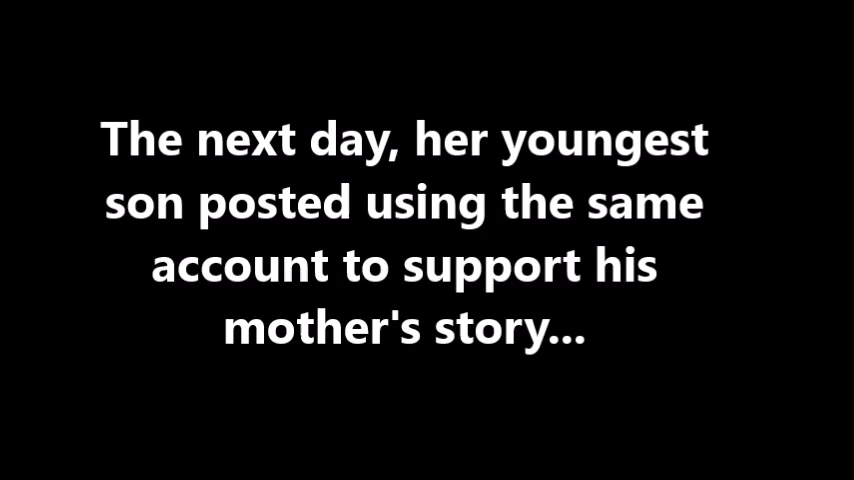 The next day, her youngest
son posted using the same
account to support his
mother's story...